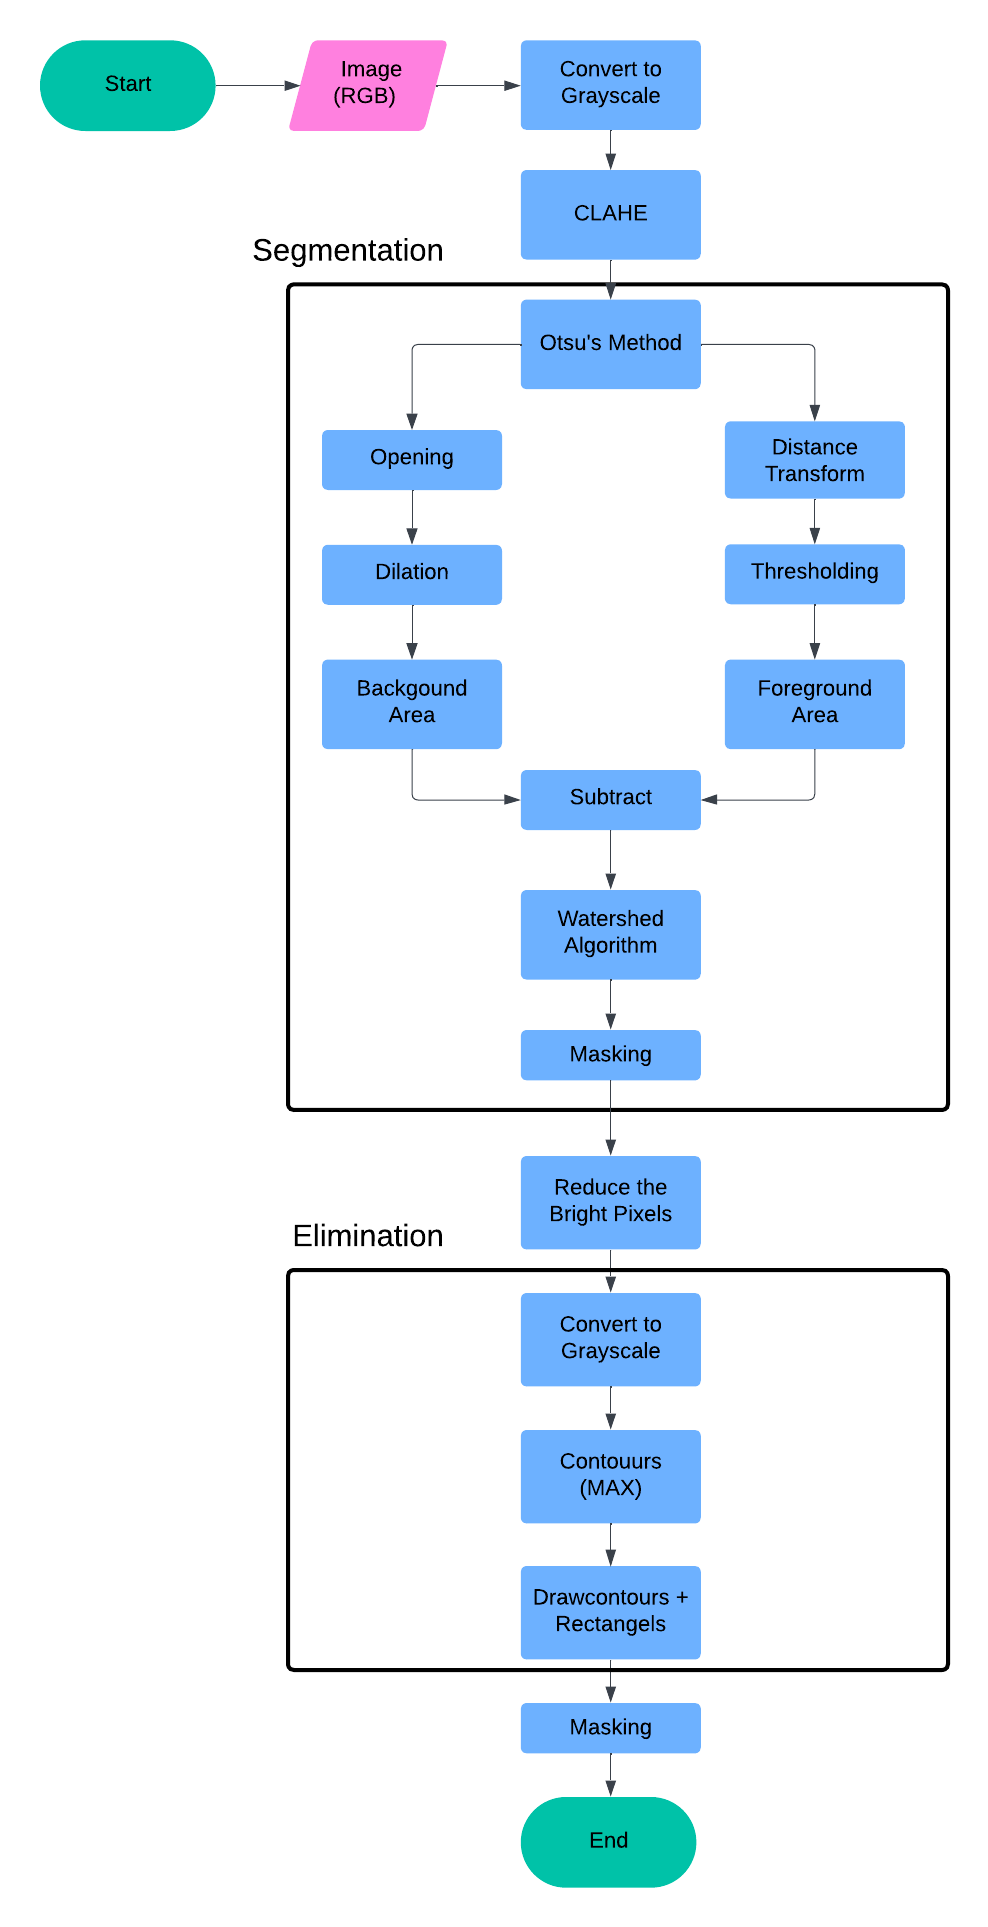 Start
Image
(RGB)
Convert to
Grayscale
CLAHE
Segmentation
Otsu's Method
Opening
Distance
Transform
Dilation
Thresholding
Backgound
Area
Foreground
Area
Subtract
Watershed
Algorithm
Masking
Reduce the
Bright Pixels
Elimination
Convert to
Grayscale
Contouurs
(MAX)
Drawcontours +
Rectangels
Masking
End